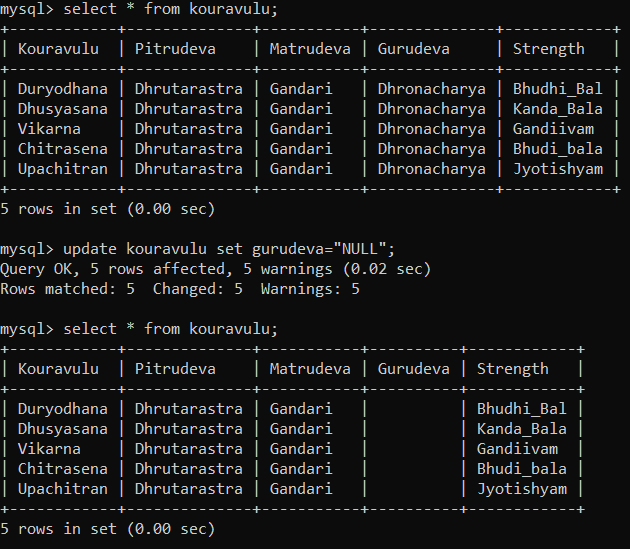 mysql> select * from kouravulu;
+------------+-------------+-----------+-------------+------------+
| Kouravulu  | Pitrudeva   | Matrudeva | Gurudeva    | Strength   |
+------------+-------------+-----------+-------------+------------+
| Duryodhana | Dhrutarastra | Gandari   | Dhronacharya | Bhudhi_Bal |
| Dhusyasana | Dhrutarastra | Gandari   | Dhronacharya | Kanda_Bala |
| Vikarna    | Dhrutarastra | Gandari   | Dhronacharya | Gandiivam  |
| Chitrasena | Dhrutarastra | Gandari   | Dhronacharya | Bhudi_bala |
| Upachitran | Dhrutarastra | Gandari   | Dhronacharya | Jyotishyam |
+------------+-------------+-----------+-------------+------------+
5 rows in set (0.00 sec)
mysql> update kouravulu set gurudeva="NULL";
Query OK, 5 rows affected, 5 warnings (0.02 sec)
Rows matched: 5  Changed: 5  Warnings: 5
mysql> select * from kouravulu;
+------------+--------------+-----------+----------+------------+
| Kouravulu  | Pitrudeva    | Matrudeva | Gurudeva | Strength   |
+------------+--------------+-----------+----------+------------+
| Duryodhana | Dhrutarastra | Gandari   |          | Bhudhi_Bal |
| Dhusyasana | Dhrutarastra | Gandari   |          | Kanda_Bala |
| Vikarna    | Dhrutarastra | Gandari   |          | Gandiivam  |
| Chitrasena | Dhrutarastra | Gandari   |          | Bhudi_bala |
| Upachitran | Dhrutarastra | Gandari   |          | Jyotishyam |
+------------+--------------+-----------+----------+------------+
5 rows in set (0.00 sec)